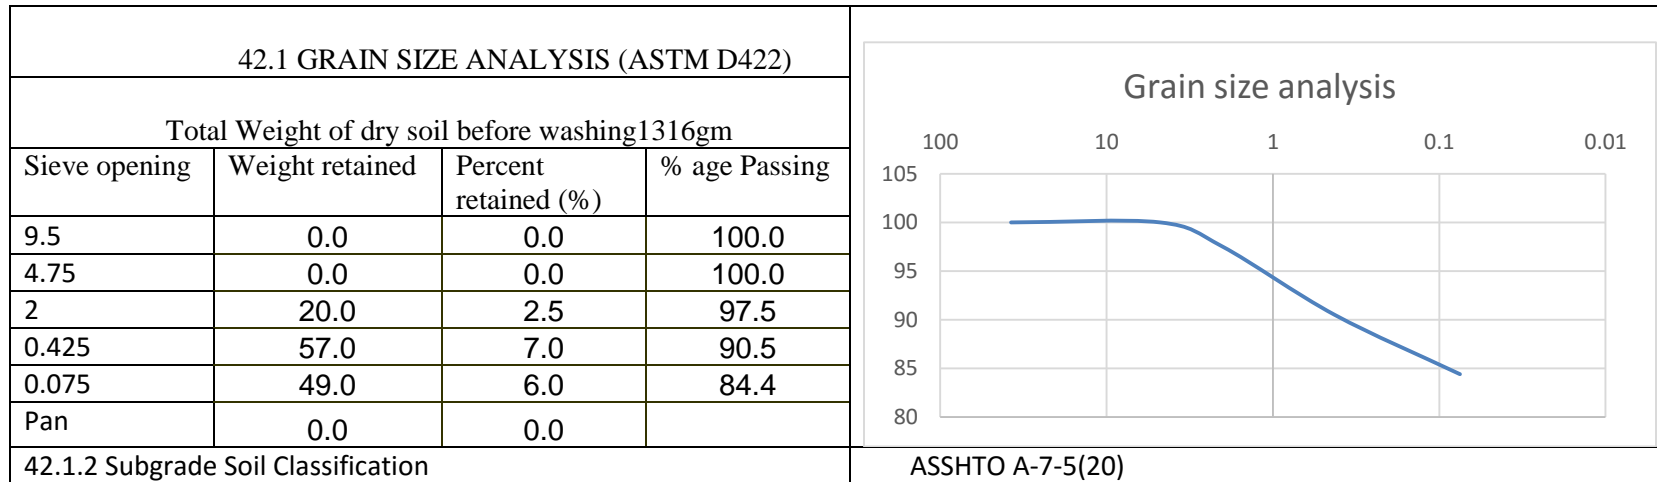 42.1 GRAIN SIZE ANALYSIS (ASTM D422)
Total Weight of dry soil before washing1316gm
Sieve opening Weight retained Percent retained (%) % age Passing
9.5 0.0 0.0 100.0
4.75 0.0 0.0 100.0
2 20.0 2.5 97.5
0.425 57.0 7.0 90.5
0.075 49.0 6.0 84.4
Pan 0.0 0.0
Grain size analysis
100 10 1 0.1 0.01
105
100
95
90
85
80
42.1.2 Subgrade Soil Classification ASSHTO A-7-5(20)